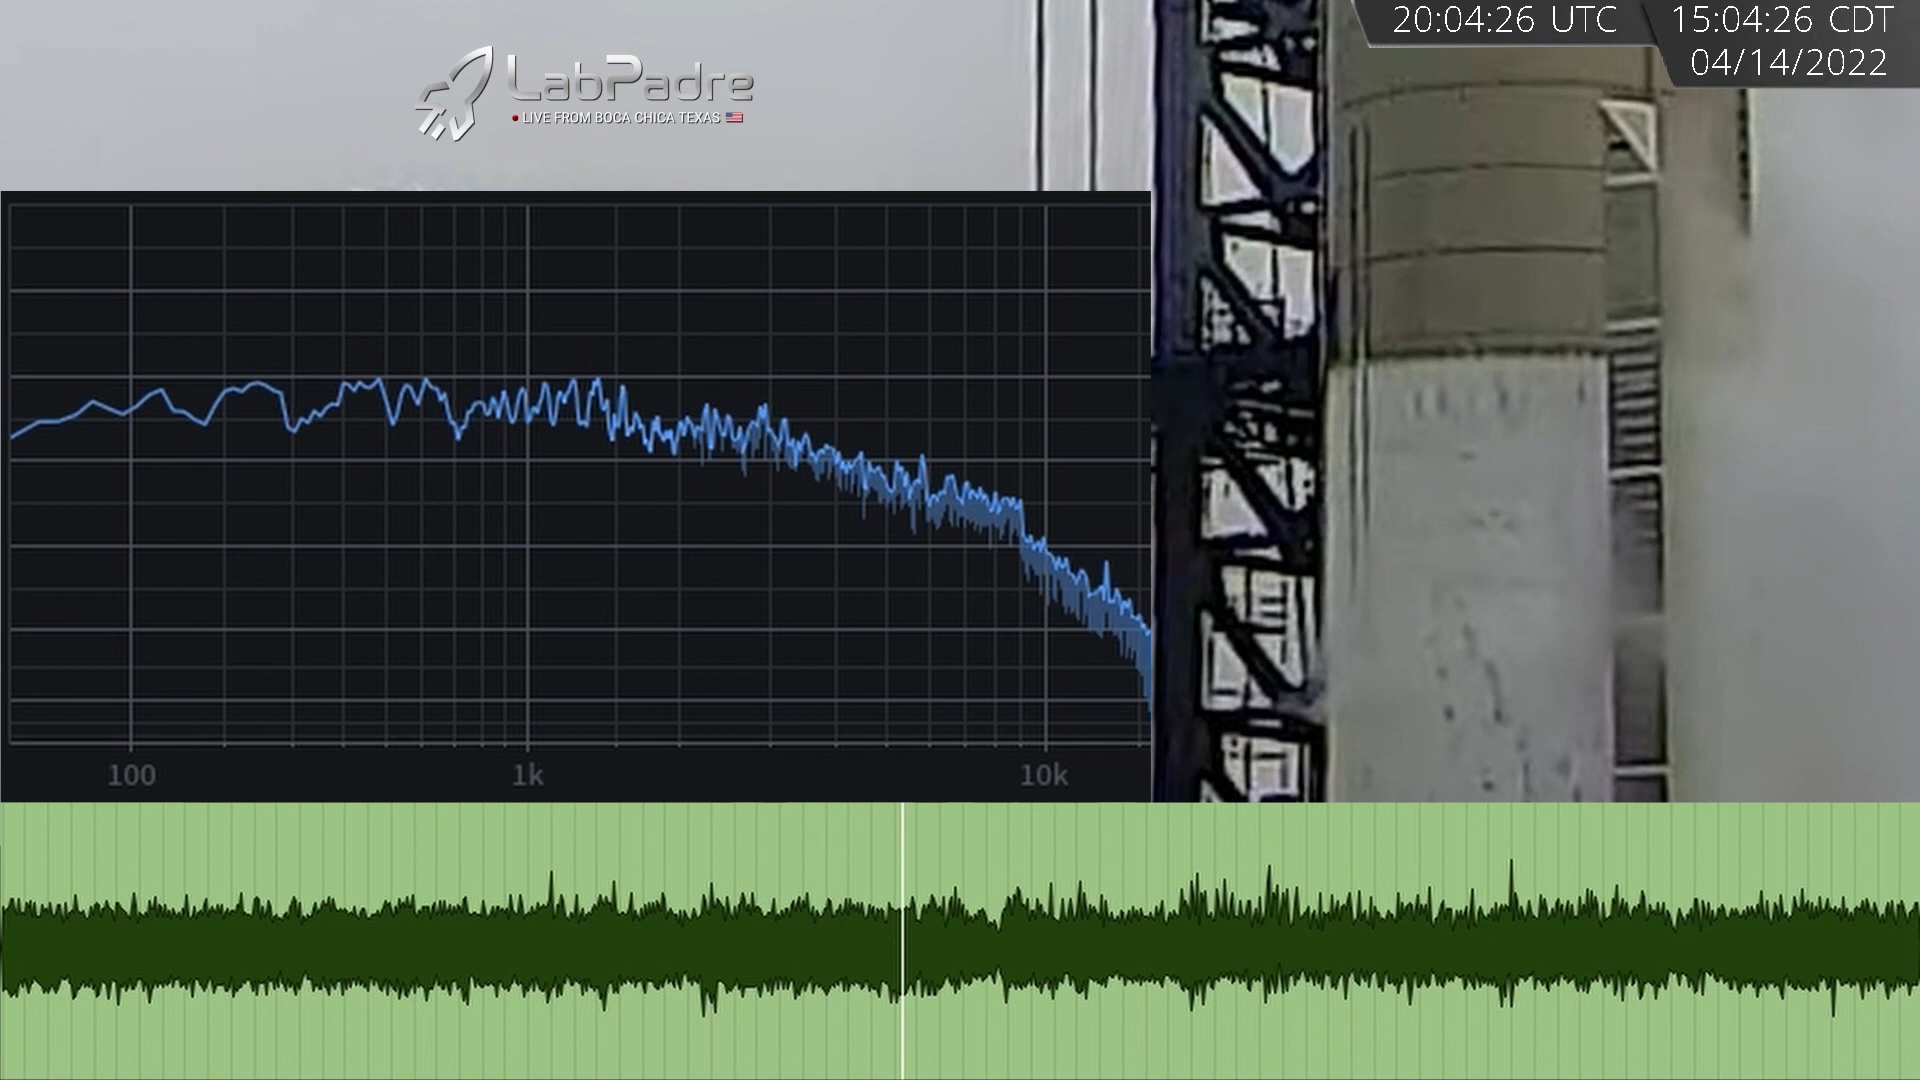 LabPadre
LIVE FROM BOCA CHICA TEXAS
20:04:26 UTC
15:04:26 CDT
04/14/2022
100
1k
10k